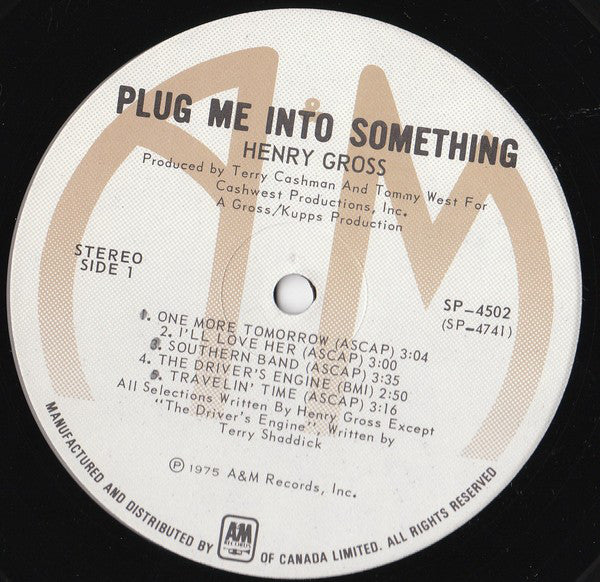 PLUG ME INTO SOMETHING
HENRY GROSS
Produced by Terry Cashman And Tommy West For
Cashwest Productions, Inc.
A Gross/Kupps Production
STEREO
SIDE 1
SP-4502
(SP-4741)
1. ONE MORE TOMORROW (ASCAP) 3:04
2. I'LL LOVE HER (ASCAP) 3:00
3. SOUTHERN BAND (ASCAP) 3:35
4. THE DRIVER'S ENGINE (BMI) 2:50
5. TRAVELIN' TIME (ASCAP) 3:16
All Selections Written By Henry Gross Except
"The Driver's Engine", Written by
Terry Shaddick
℗ 1975 A&M Records, Inc.
MANUFACTURED AND DISTRIBUTED BY A&M RECORDS OF CANADA LIMITED. ALL RIGHTS RESERVED